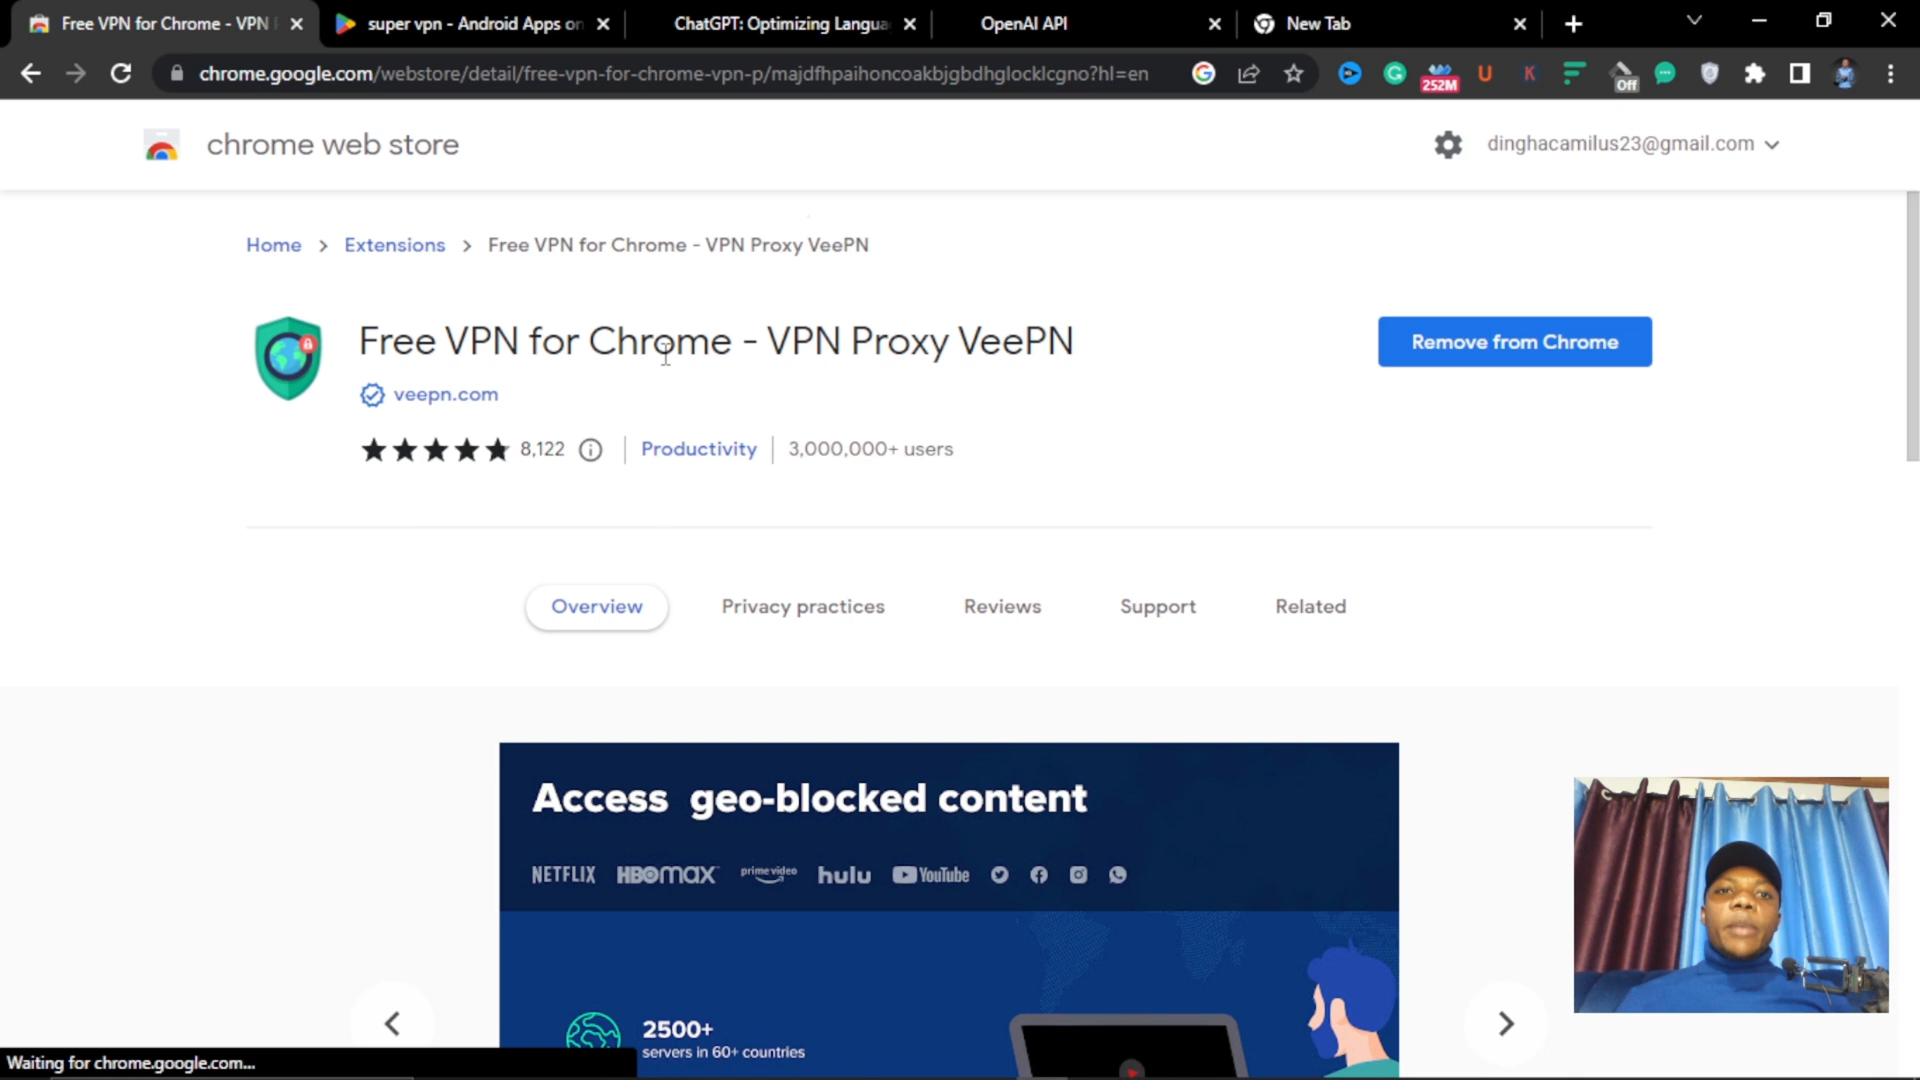 Free VPN for Chrome - VPN
super vpn - Android Apps on
ChatGPT: Optimizing Langua
OpenAI API
New Tab
chrome.google.com/webstore/detail/free-vpn-for-chrome-vpn-p/majdfhpaihoncoakbjgbdhglocklcgno?hl=en
252M
U
K
Off
chrome web store
dinghacamilus23@gmail.com
Home > Extensions > Free VPN for Chrome - VPN Proxy VeePN
Free VPN for Chrome - VPN Proxy VeePN
Remove from Chrome
veepn.com
8,122
Productivity
3,000,000+ users
Overview
Privacy practices
Reviews
Support
Related
Access geo-blocked content
NETFLIX HBOMAX prime video hulu YouTube
2500+
servers in 60+ countries
Waiting for chrome.google.com...